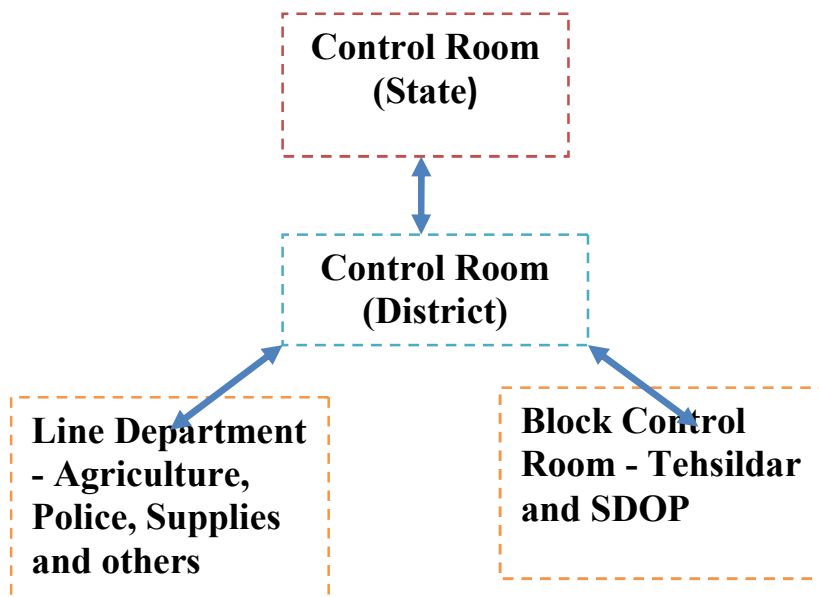 Control Room
(State)
Control Room
(District)
Line Department
- Agriculture,
Police, Supplies
and others
Block Control
Room - Tehsildar
and SDOP